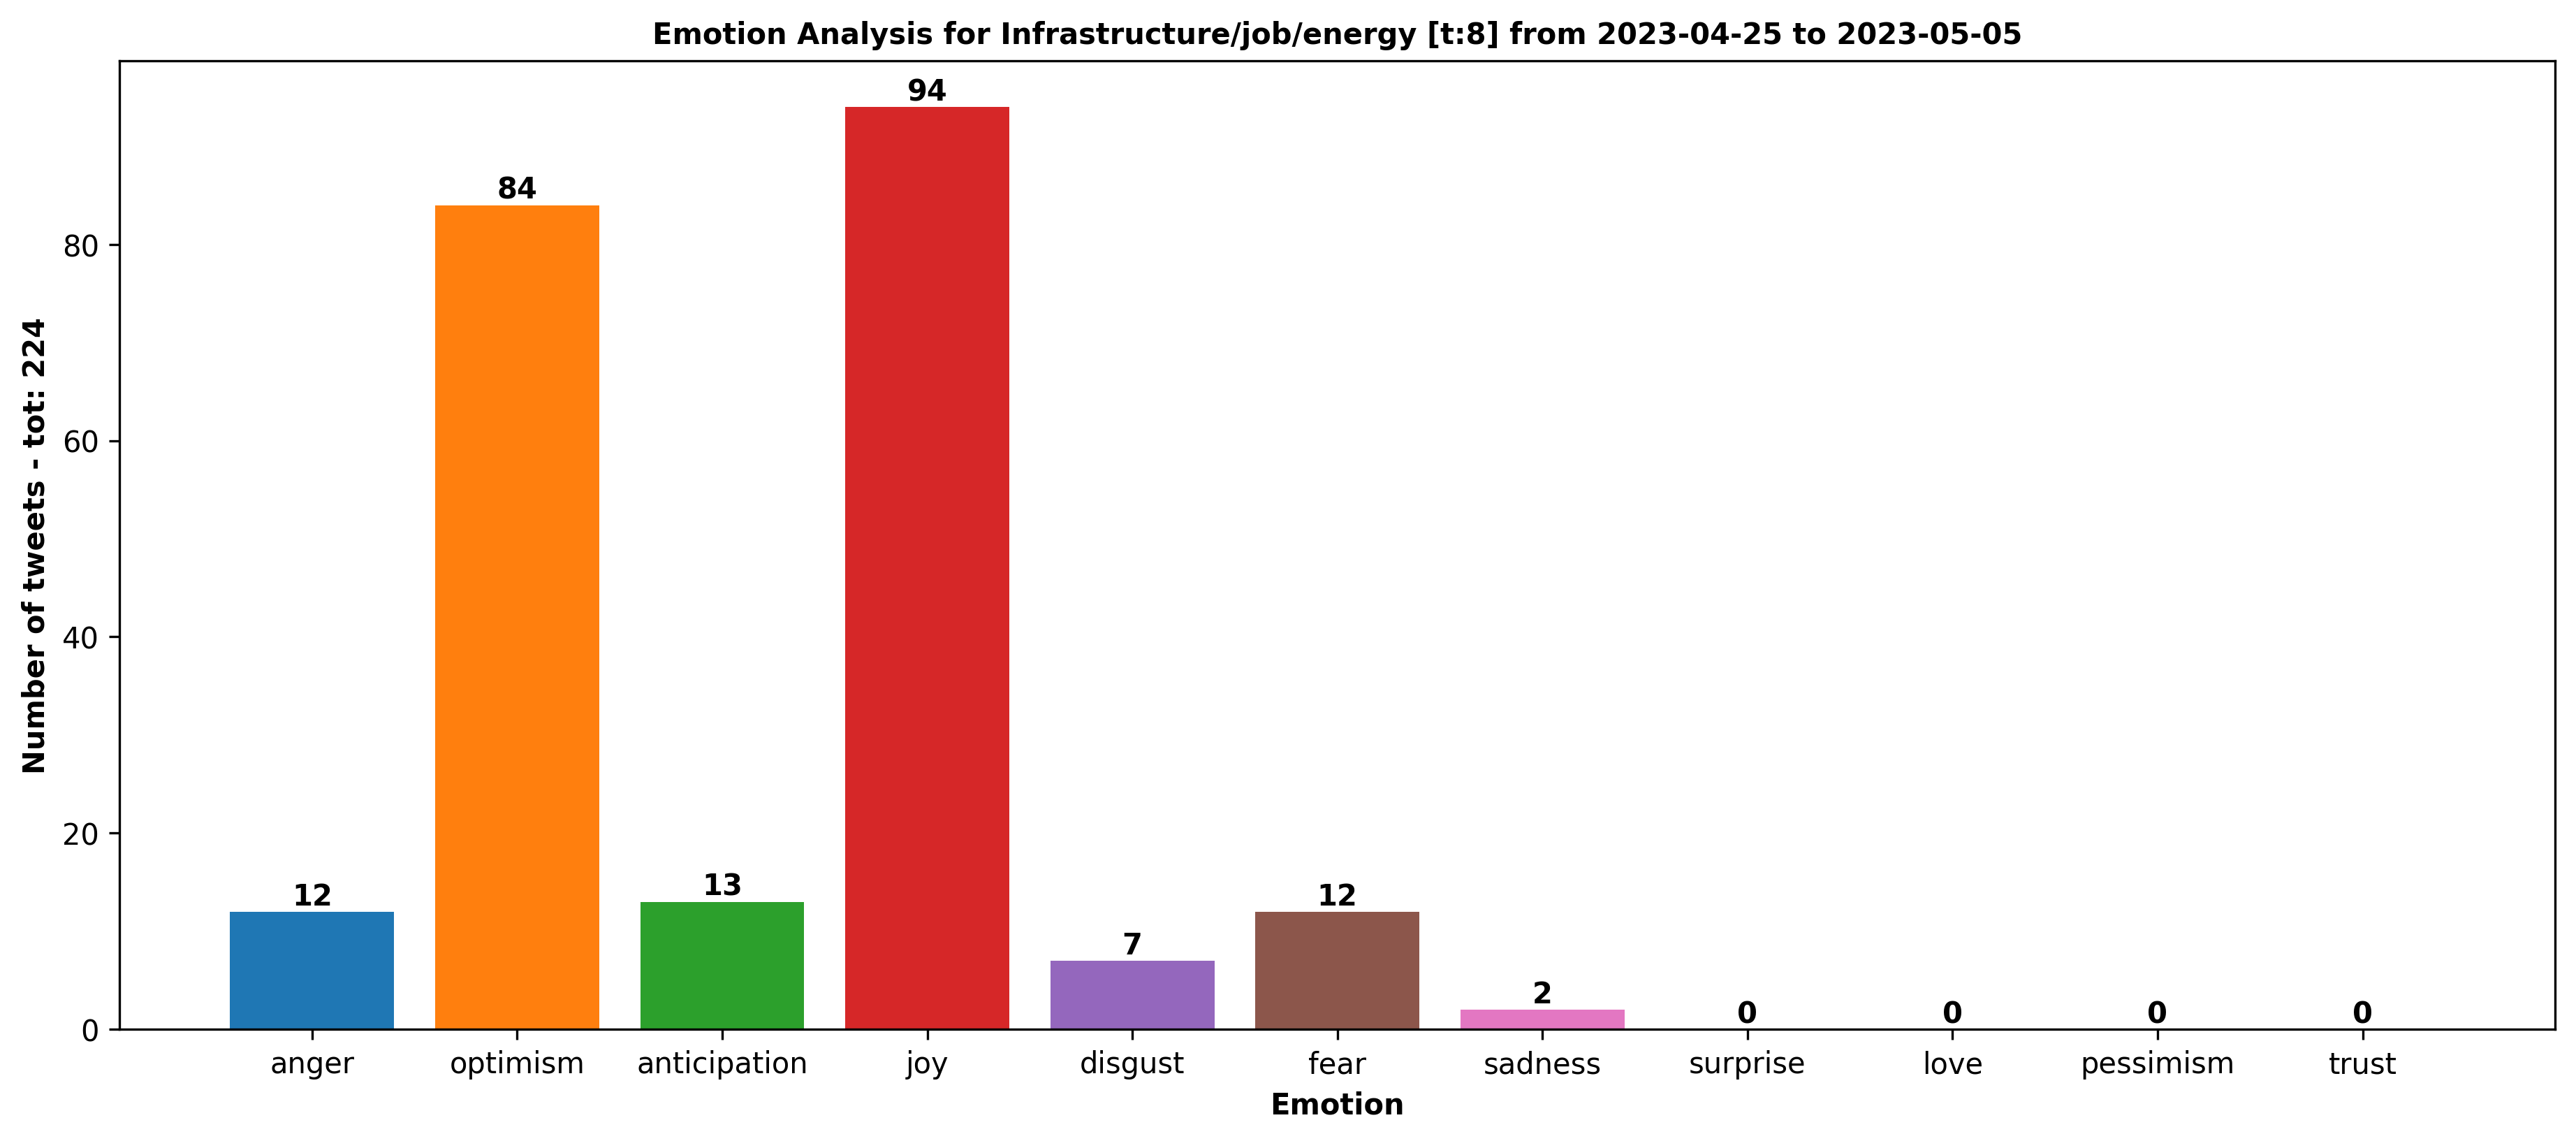 Emotion Analysis for Infrastructure/job/energy [t:8] from 2023-04-25 to 2023-05-05
Number of tweets - tot: 224
80
60
40
20
0
12
84
13
94
7
12
2
0
0
0
0
anger
optimism
anticipation
joy
disgust
fear
sadness
surprise
love
pessimism
trust
Emotion